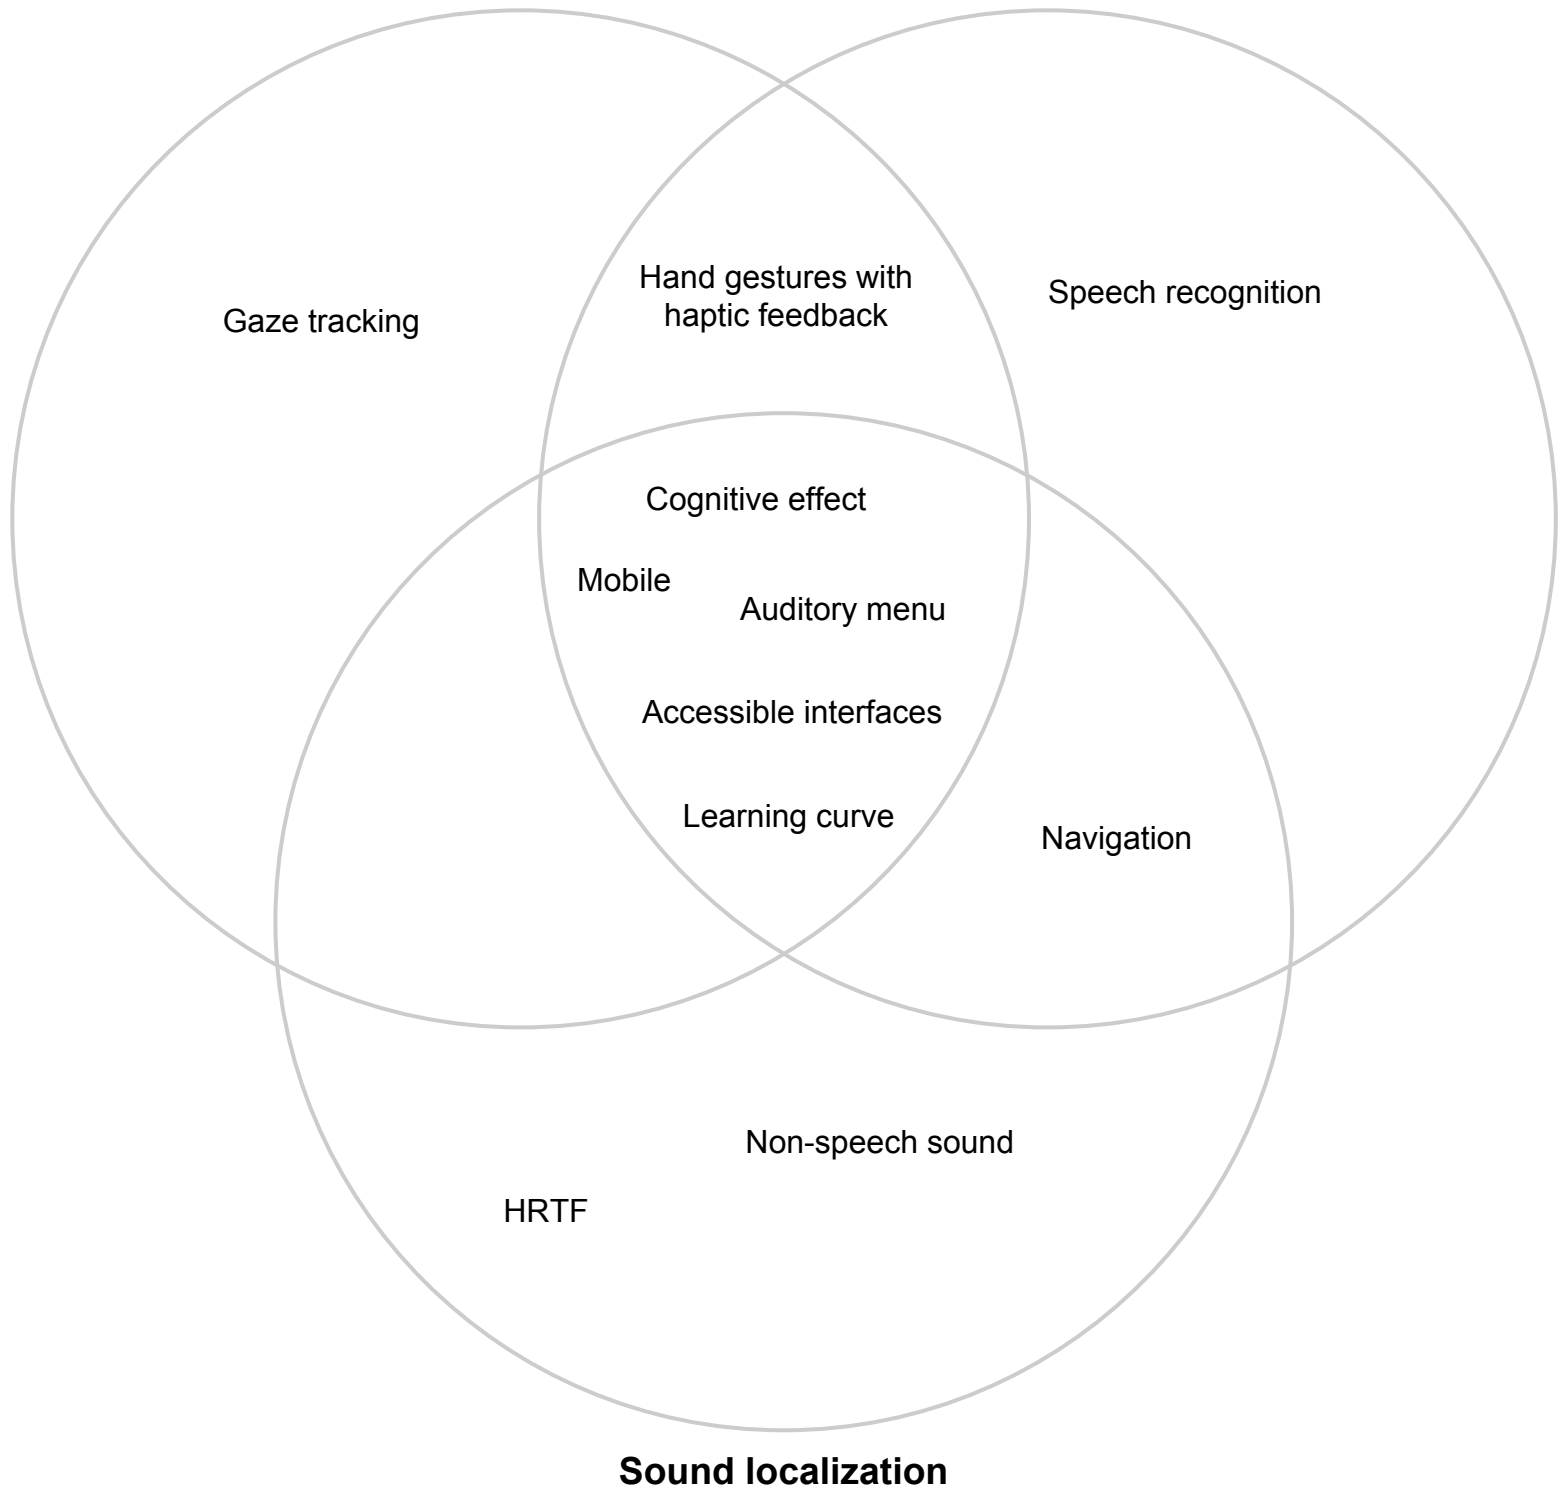 Hand gestures with
haptic feedback
Speech recognition
Gaze tracking
Cognitive effect
Mobile
Auditory menu
Accessible interfaces
Learning curve
Navigation
Non-speech sound
HRTF
Sound localization